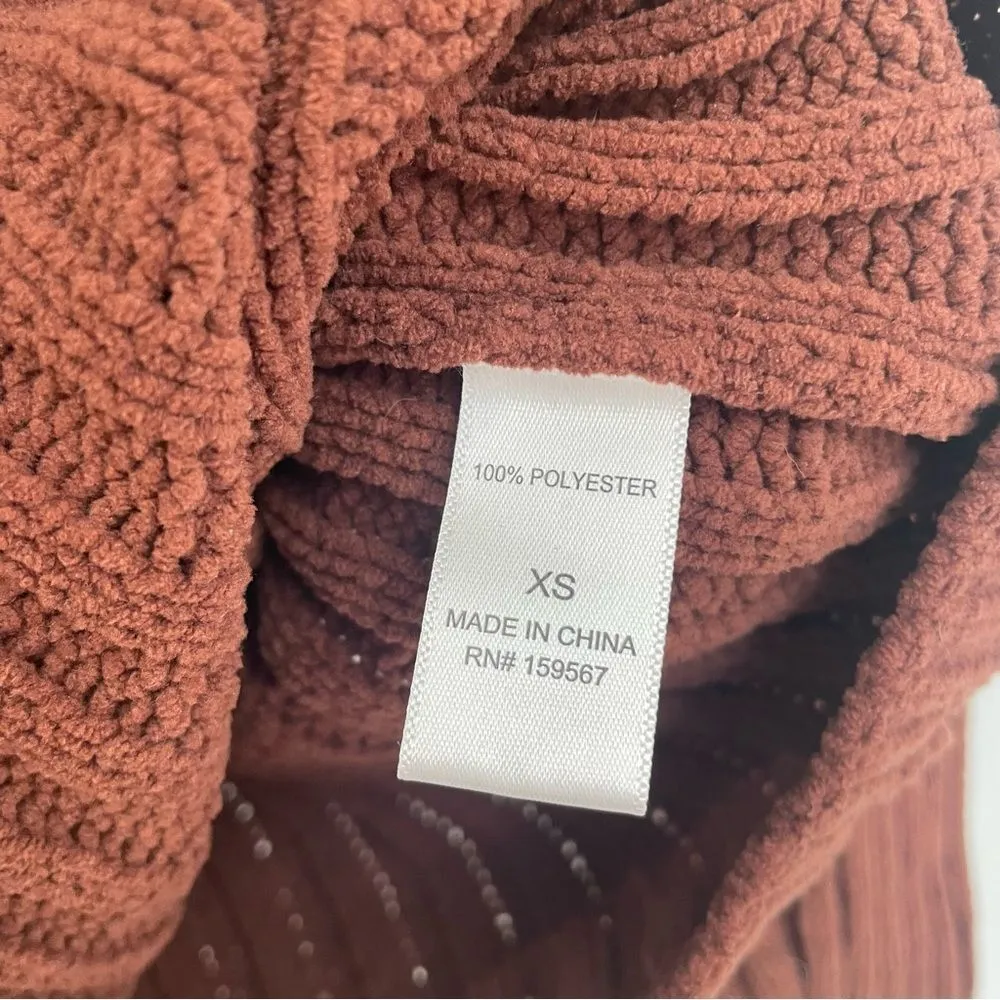 100% POLYESTER
XS
MADE IN CHINA
RN# 159567